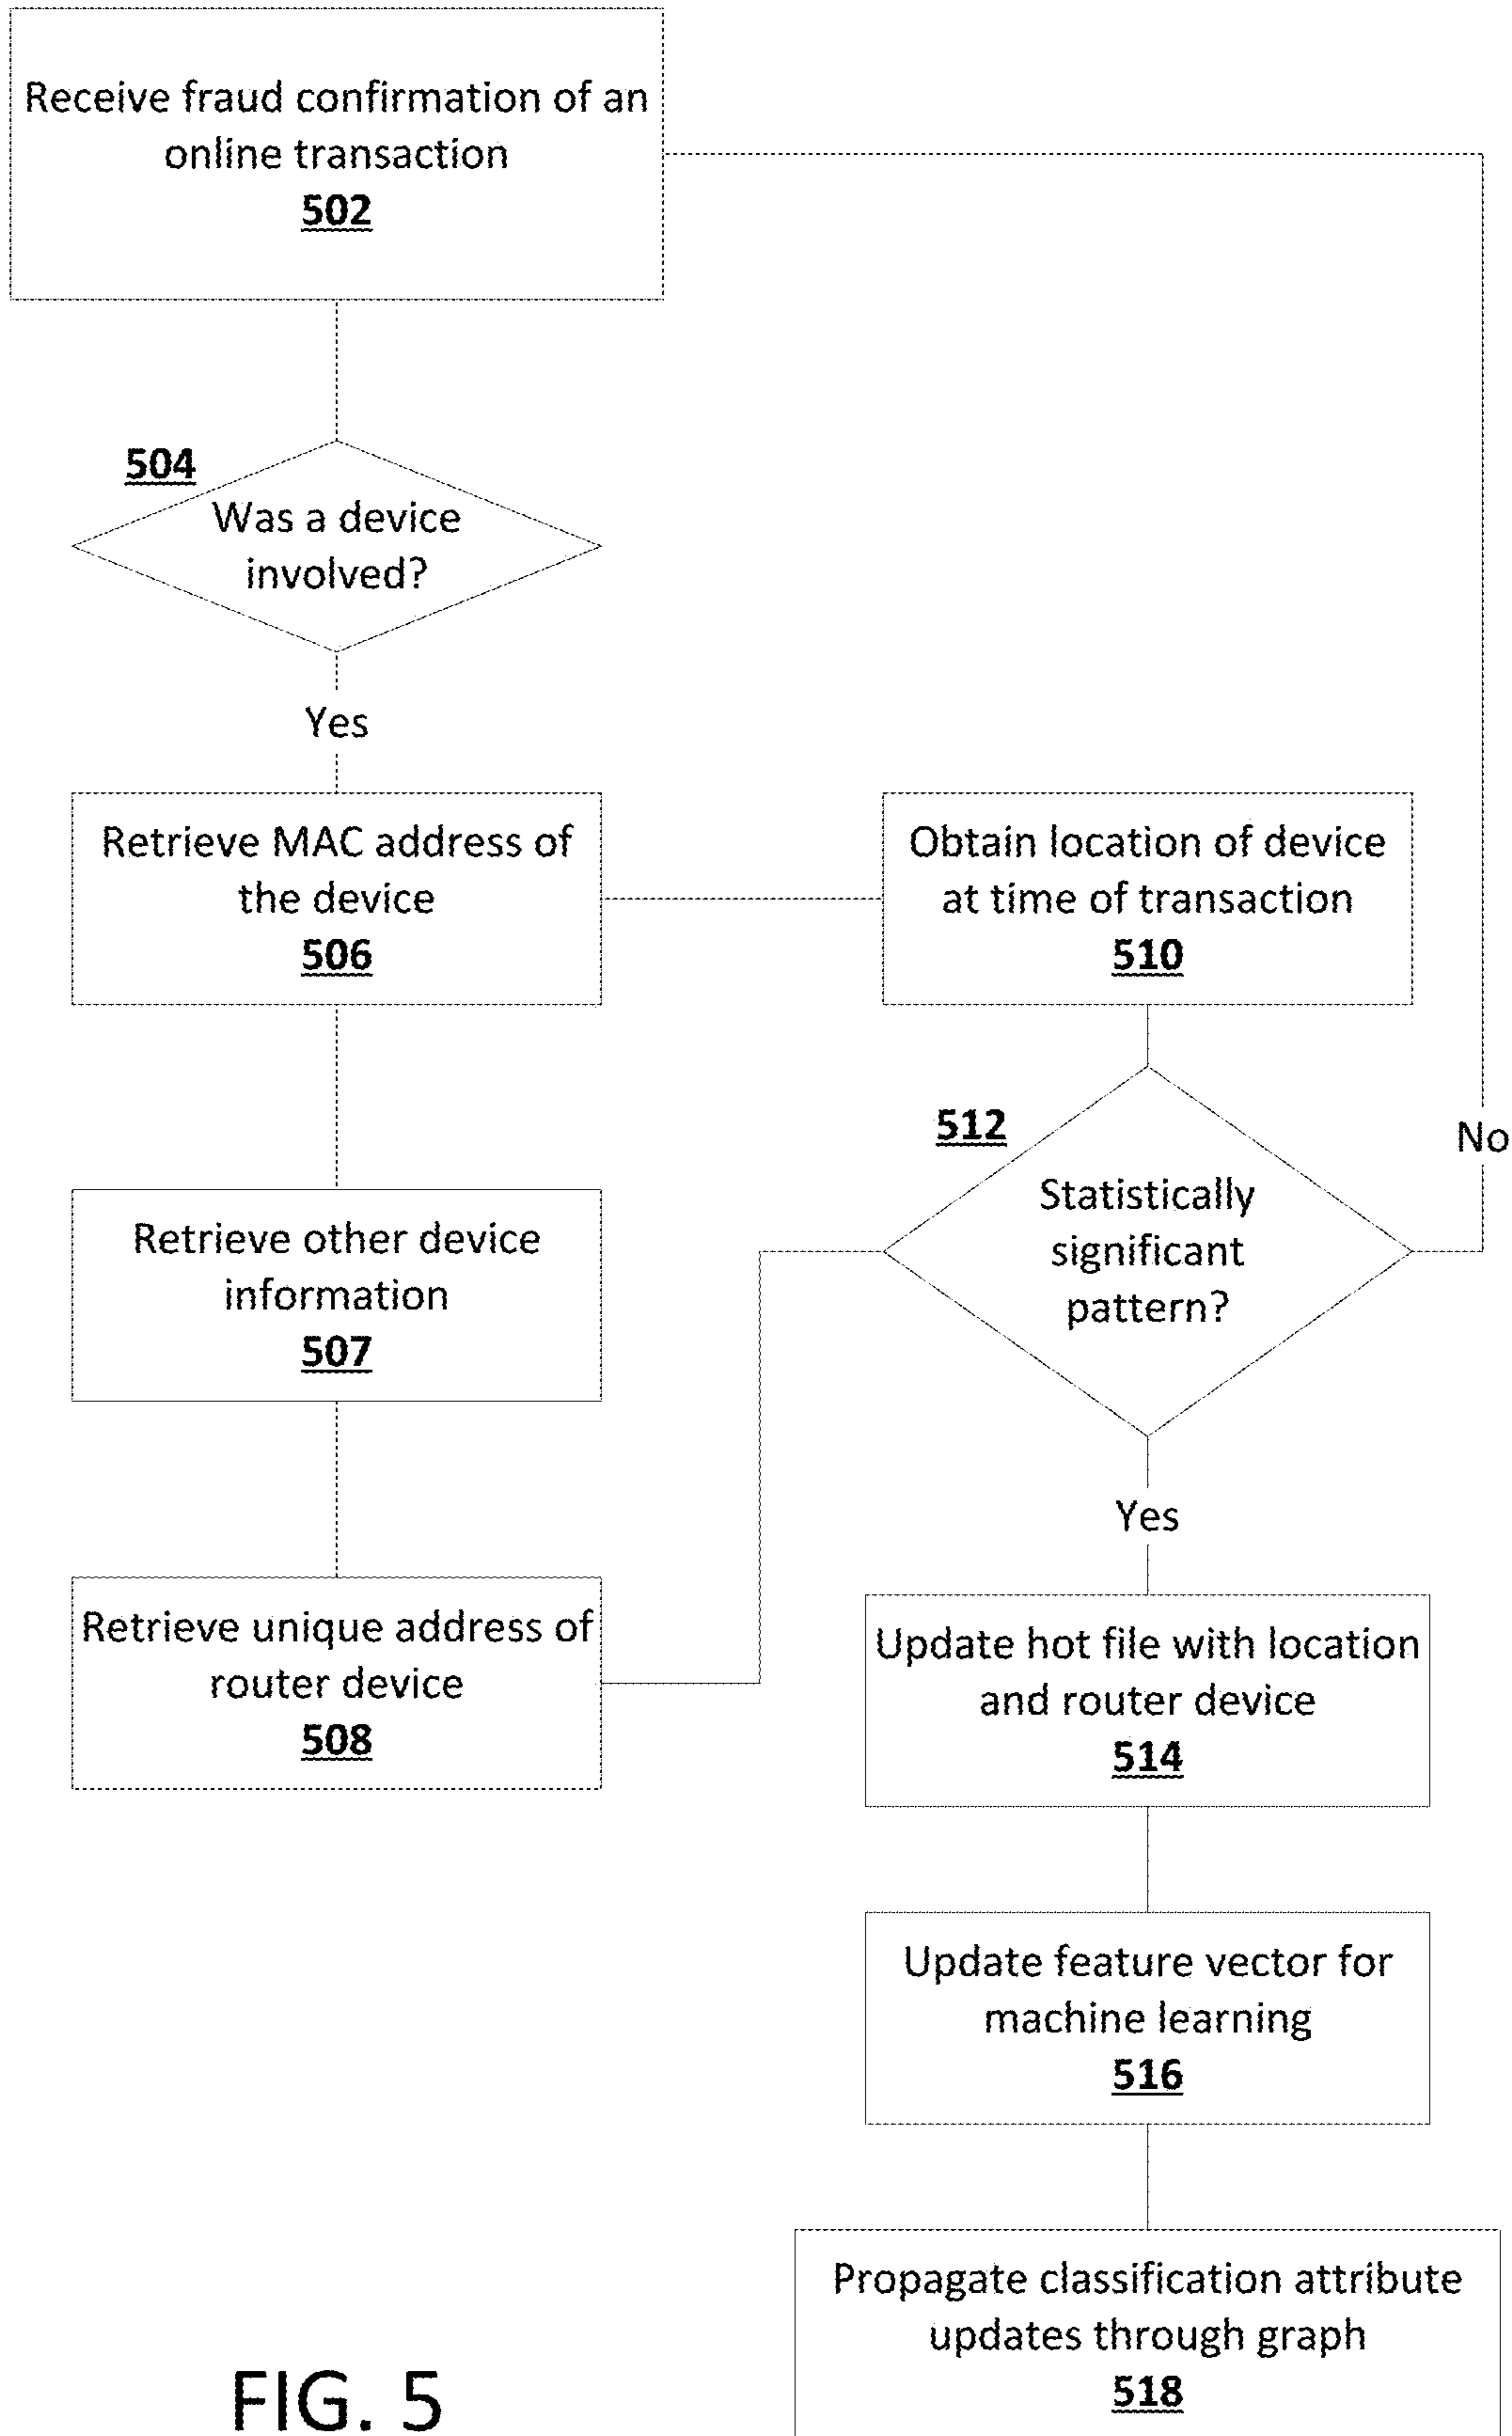 Receive fraud confirmation of an
online transaction
502
504
Was a device
involved?
Yes
Retrieve MAC address of
the device
506
Obtain location of device
at time of transaction
510
512
No
Statistically
significant
pattern?
Retrieve other device
information
507
Yes
Retrieve unique address of
router device
508
Update hot file with location
and router device
514
Update feature vector for
machine learning
516
Propagate classification attribute
updates through graph
518
FIG. 5